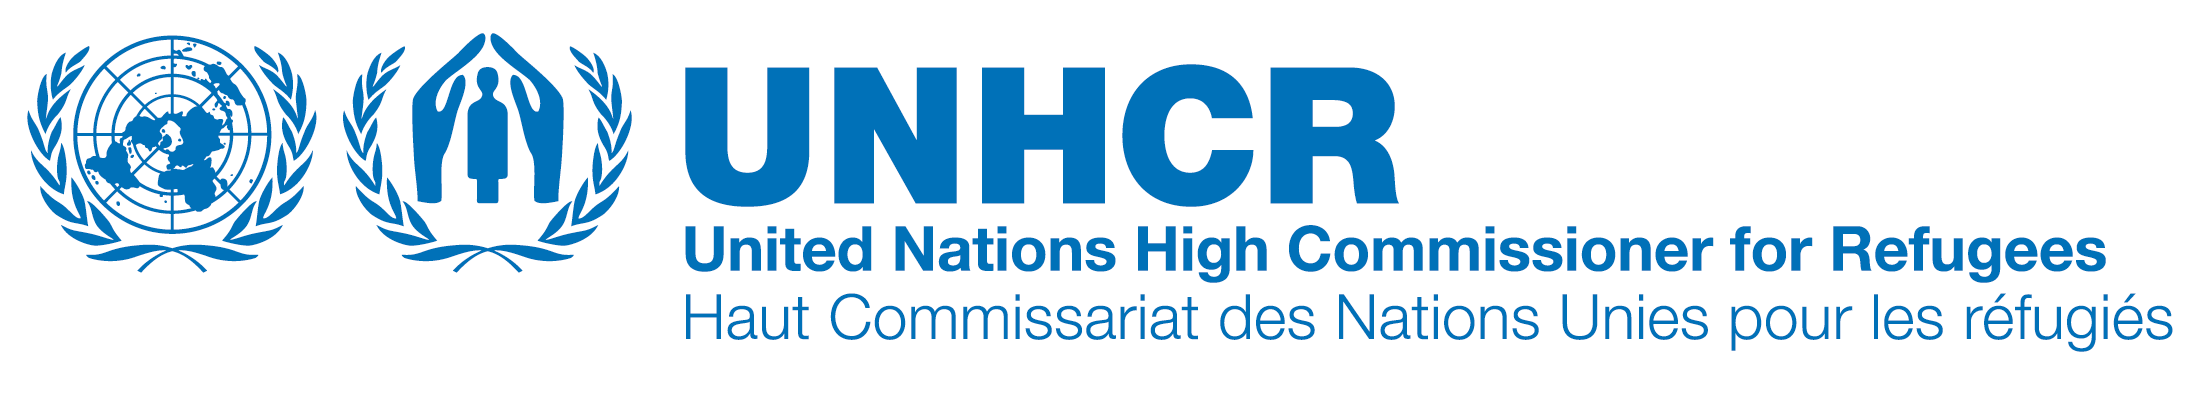 UNHCR
United Nations High Commissioner for Refugees
Haut Commissariat des Nations Unies pour les réfugiés